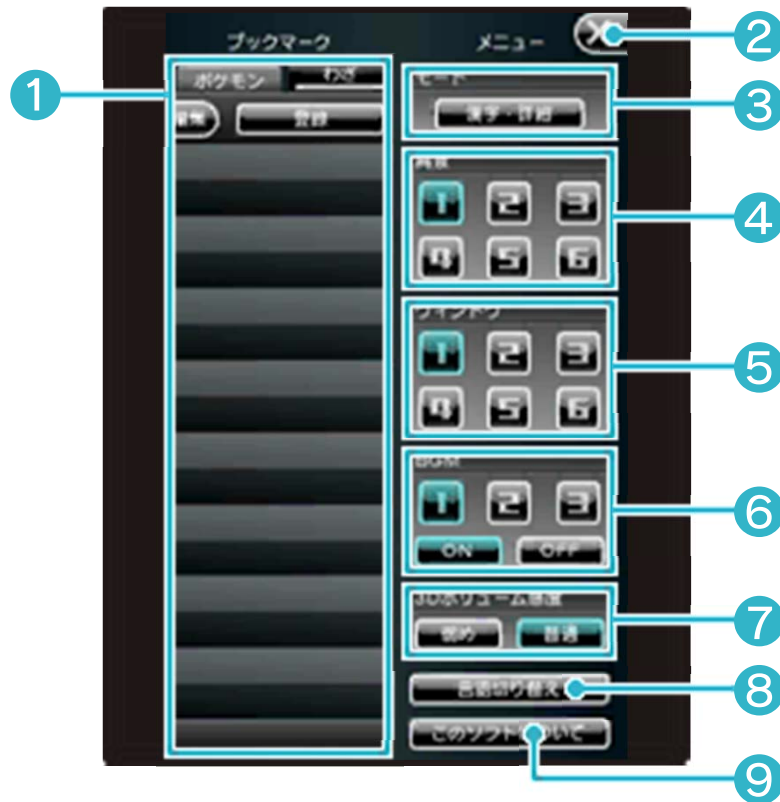 ブックマーク
メニュー
2
ポケモン
わざ
1
モード
3
編集
登録
漢字・詳細
背景
1 2 3
4
4 5 6
ウィンドウ
1 2 3
5
4 5 6
BGM
1 2 3
6
ON OFF
3Dボリューム感度
7
弱め 普通
言語切り替え
8
このソフトについて
9